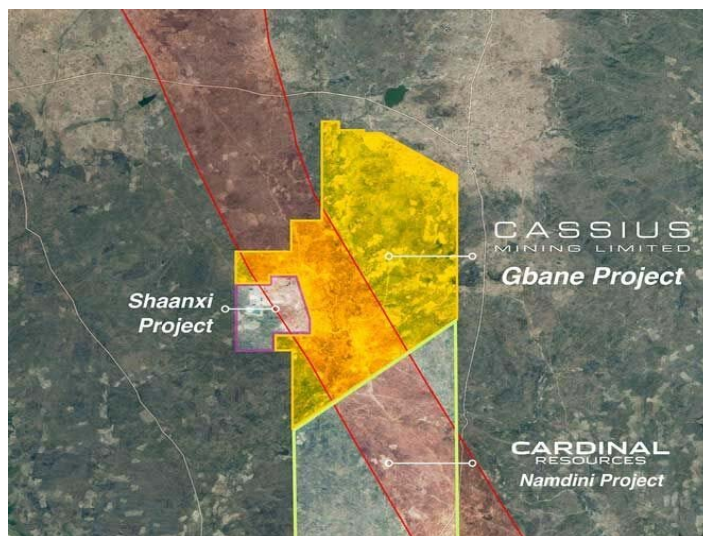 CASSIUS
MINING LIMITED
Gbane Project
Shaanxi
Project
CARDINAL
RESOURCES
Namdini Project